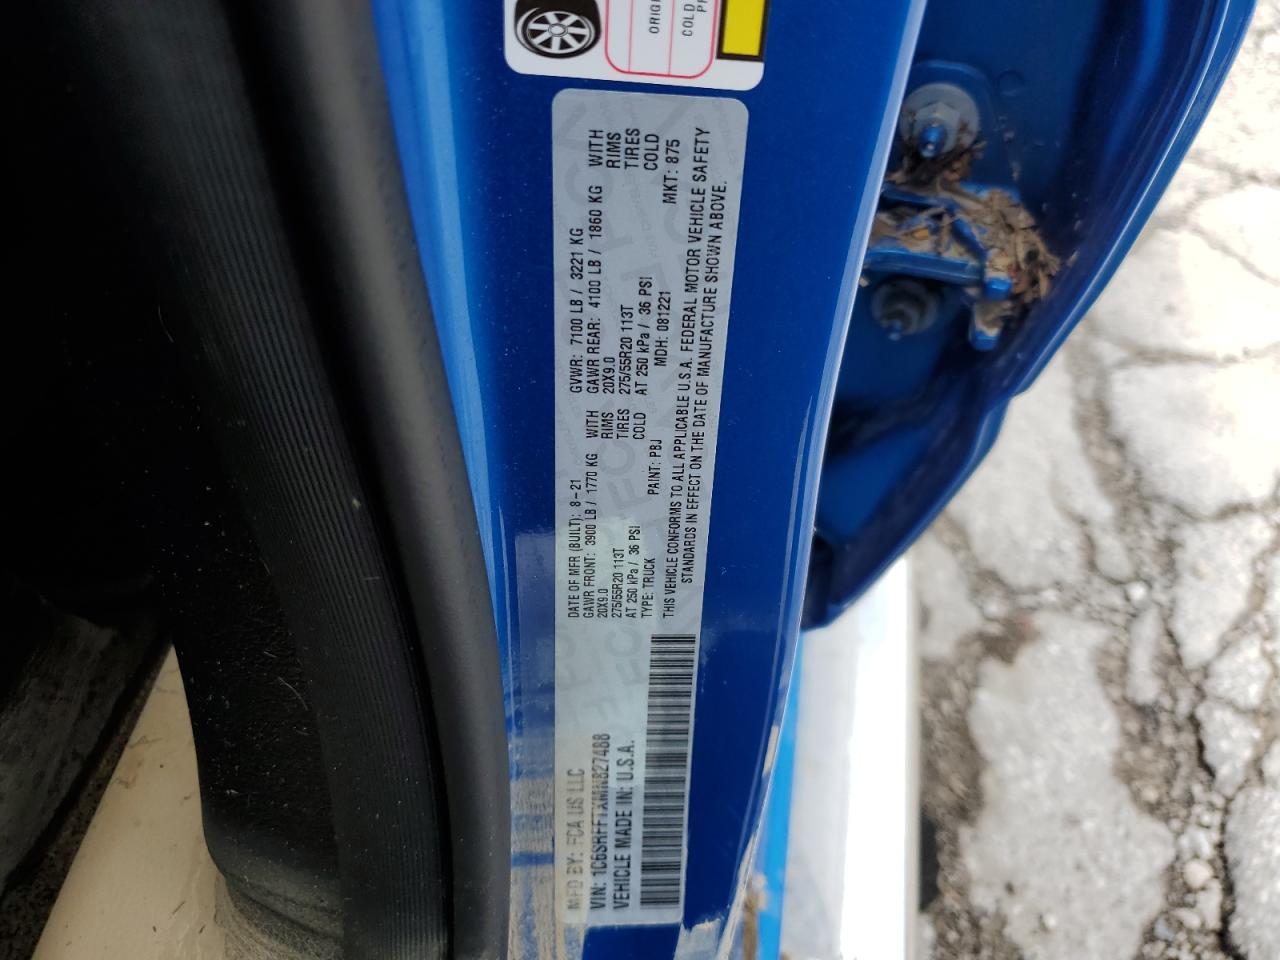 MFD BY: FCA US LLC
VIN: 1C6SRFFTXMN827488
VEHICLE MADE IN: U.S.A.
DATE OF MFR (BUILT): 8-21 GVWR: 7100 LB / 3221 KG
GAWR FRONT: 3900 LB / 1770 KG WITH GAWR REAR: 4100 LB / 1860 KG WITH
20X9.0 RIMS 20X9.0 RIMS
275/55R20 113T TIRES 275/55R20 113T TIRES
AT 250 kPa / 36 PSI COLD AT 250 kPa / 36 PSI COLD
TYPE: TRUCK PAINT: PBJ MDH: 081221 MKT: 875
THIS VEHICLE CONFORMS TO ALL APPLICABLE U.S.A. FEDERAL MOTOR VEHICLE SAFETY
STANDARDS IN EFFECT ON THE DATE OF MANUFACTURE SHOWN ABOVE.
COLD